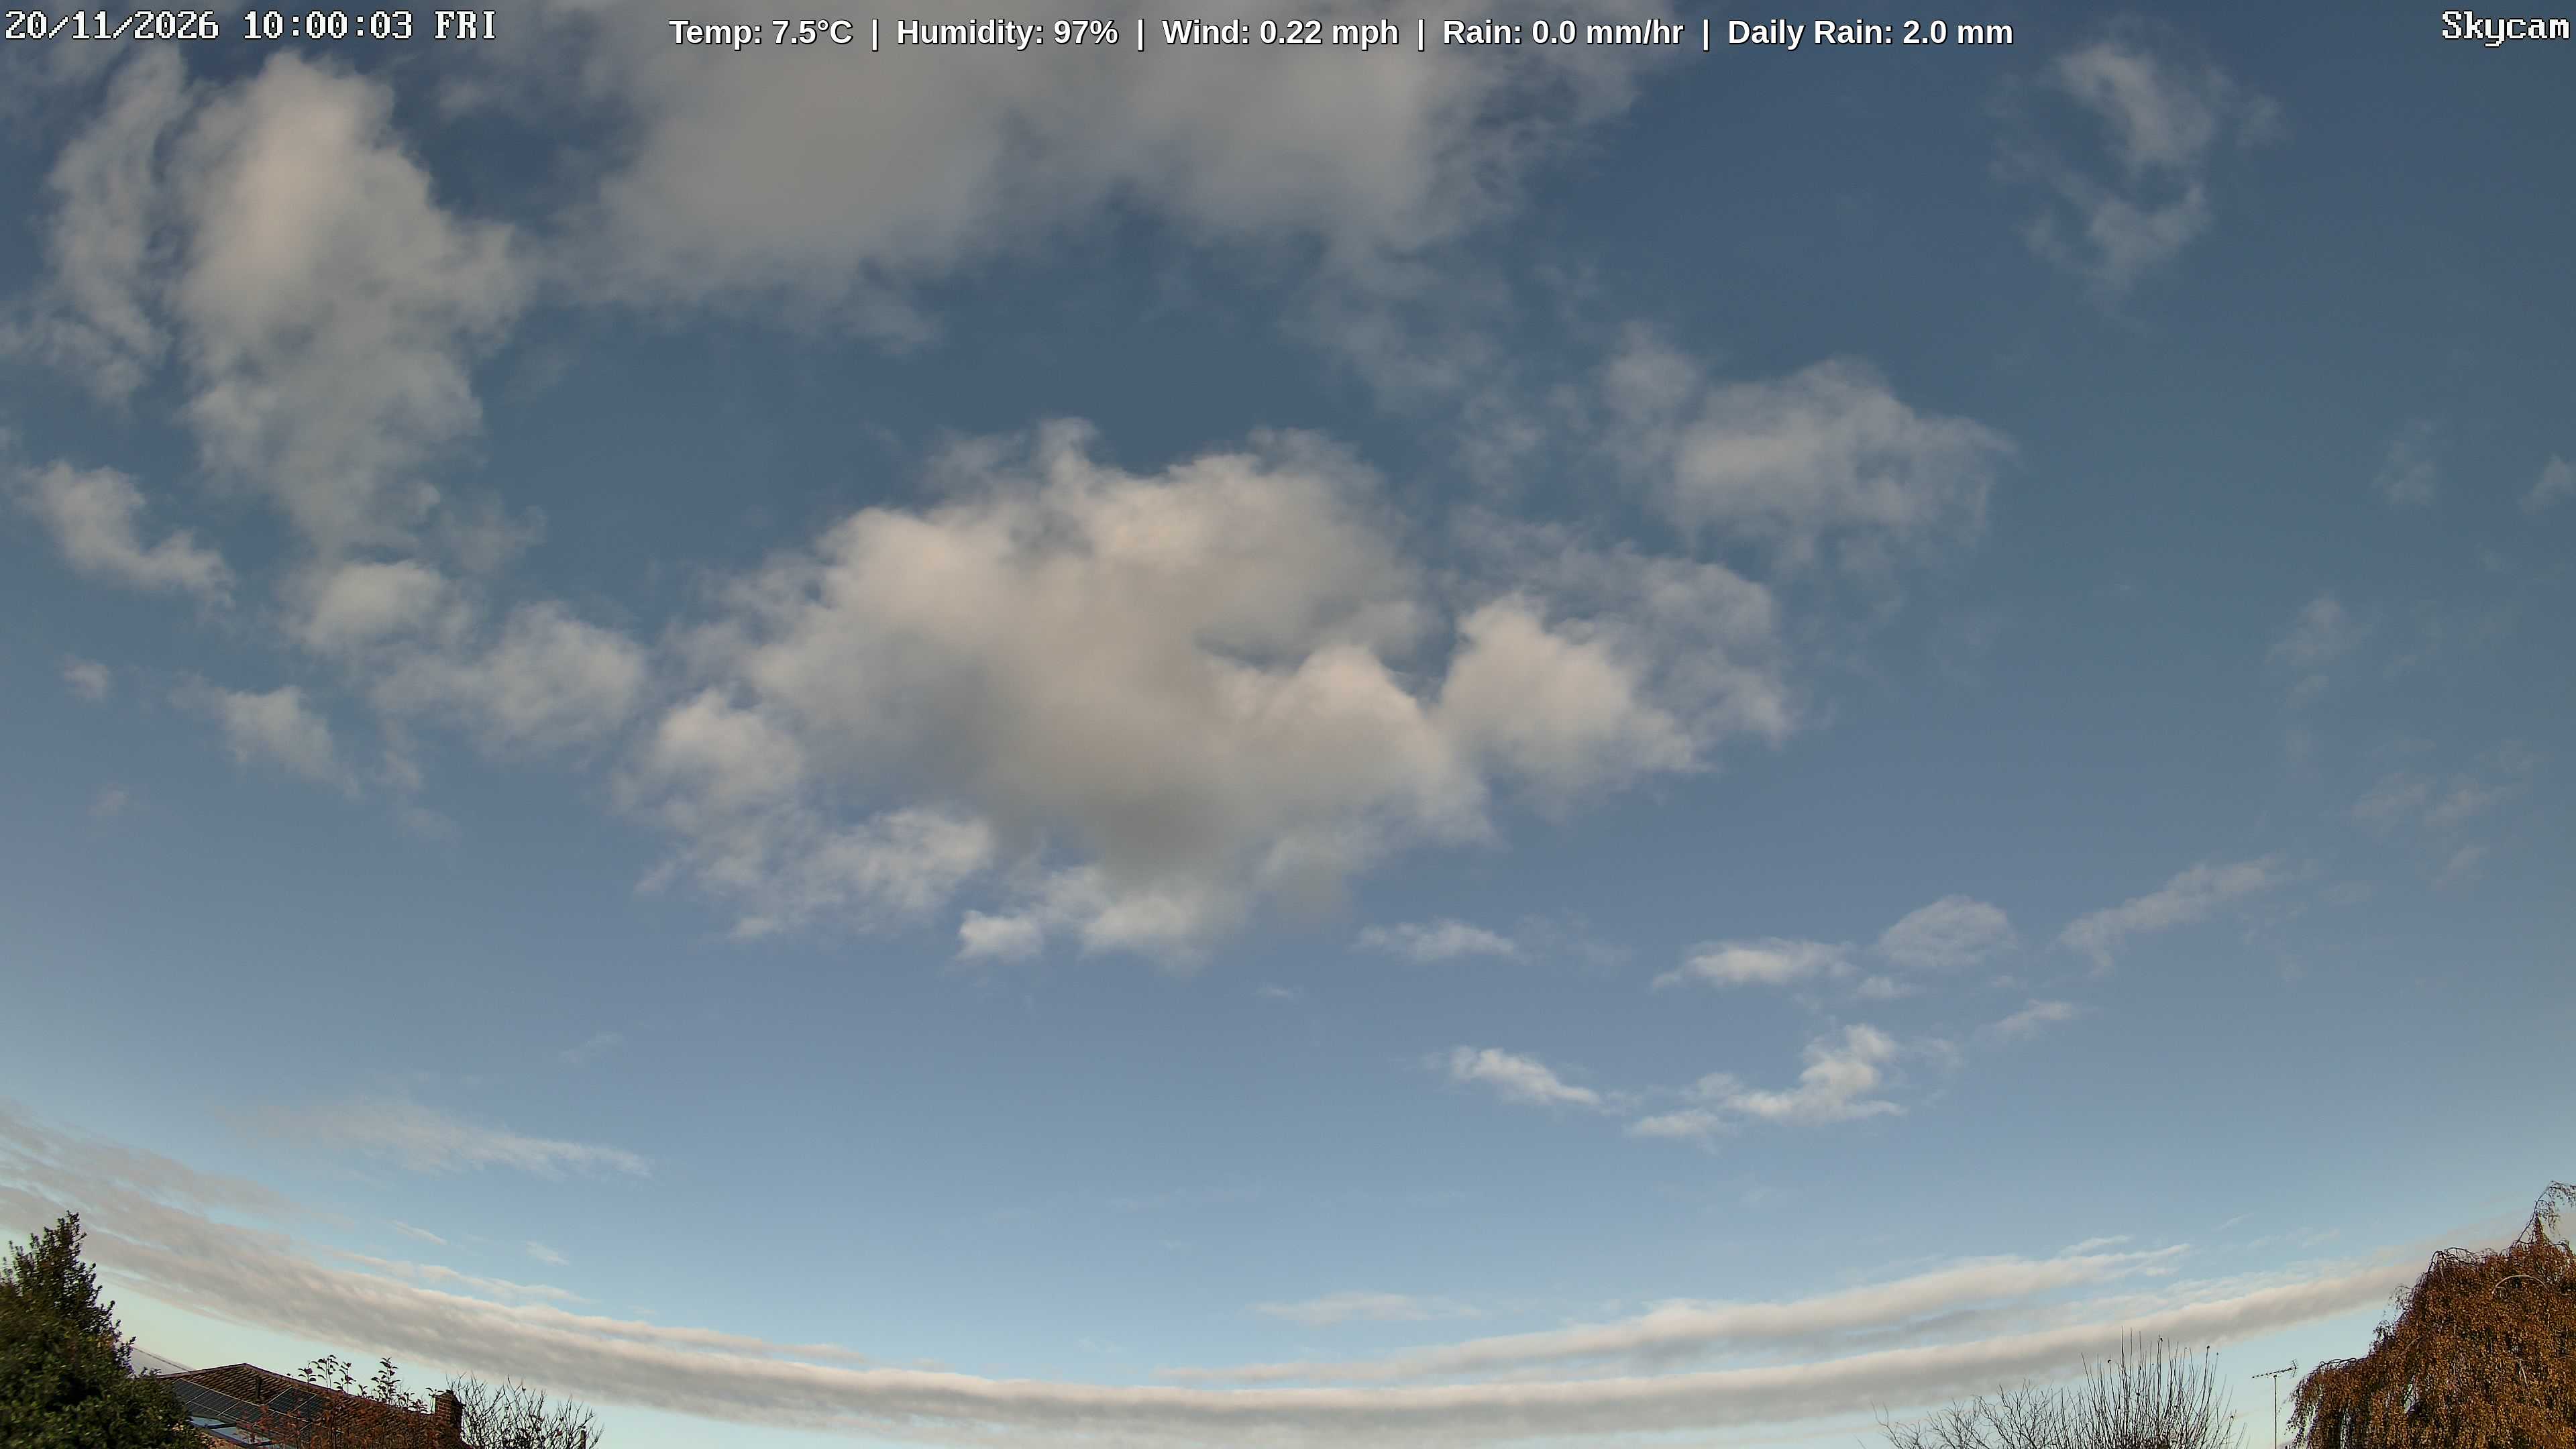 20/11/2026 10:00:03 FRI
Temp: 7.5°C | Humidity: 97% | Wind: 0.22 mph | Rain: 0.0 mm/hr | Daily Rain: 2.0 mm
Skycam